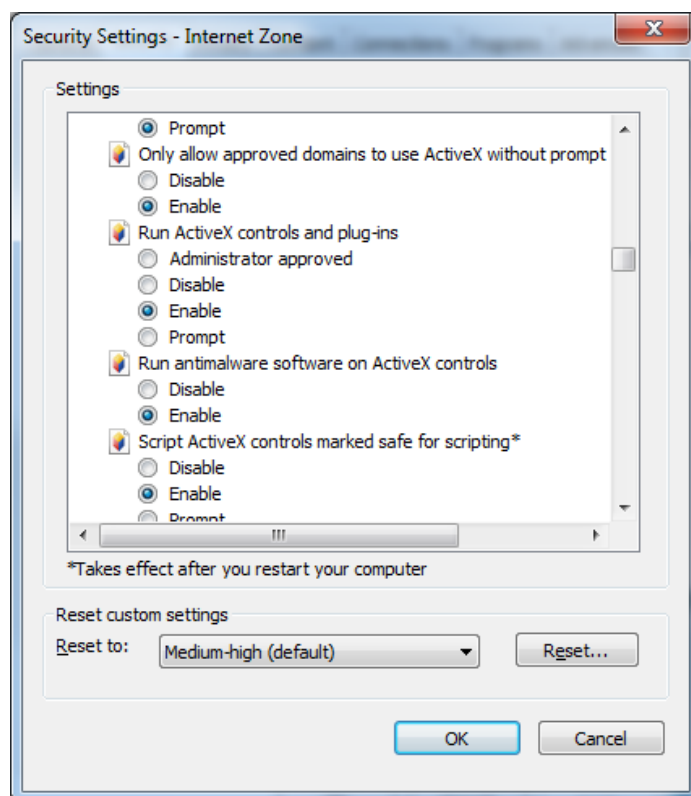 Security Settings - Internet Zone
Settings
Prompt
Only allow approved domains to use ActiveX without prompt
Disable
Enable
Run ActiveX controls and plug-ins
Administrator approved
Disable
Enable
Prompt
Run antimalware software on ActiveX controls
Disable
Enable
Script ActiveX controls marked safe for scripting*
Disable
Enable
Prompt
*Takes effect after you restart your computer
Reset custom settings
Reset to: Medium-high (default) Reset...
OK Cancel